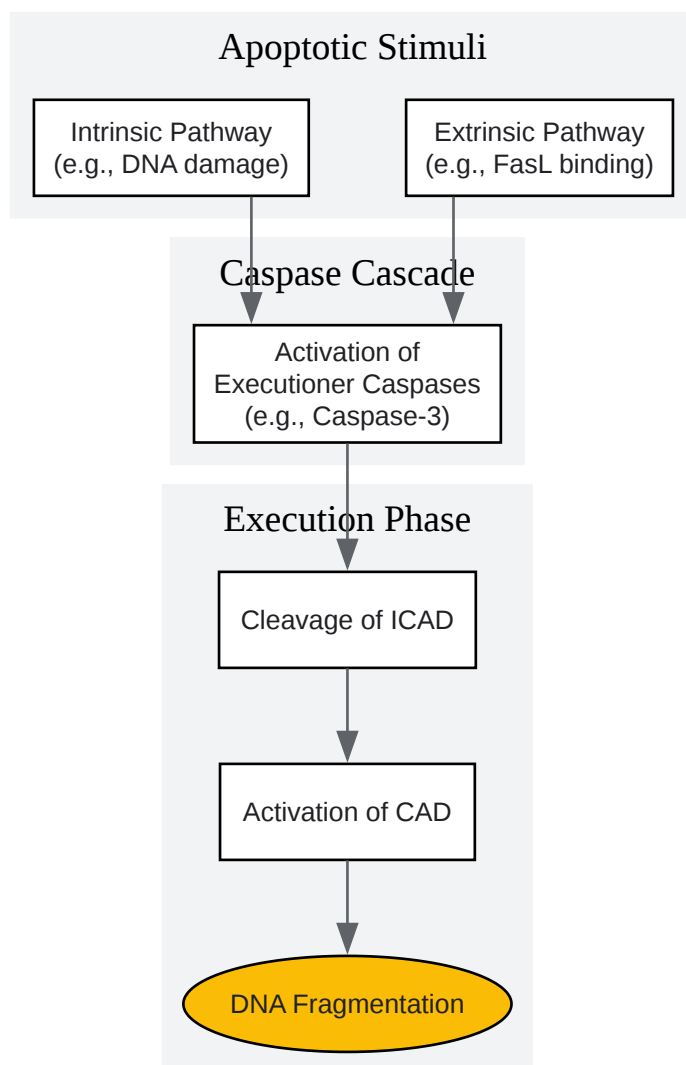 Apoptotic Stimuli
Intrinsic Pathway
(e.g., DNA damage)
Extrinsic Pathway
(e.g., FasL binding)
Caspase Cascade
Activation of
Executioner Caspases
(e.g., Caspase-3)
Execution Phase
Cleavage of ICAD
Activation of CAD
DNA Fragmentation